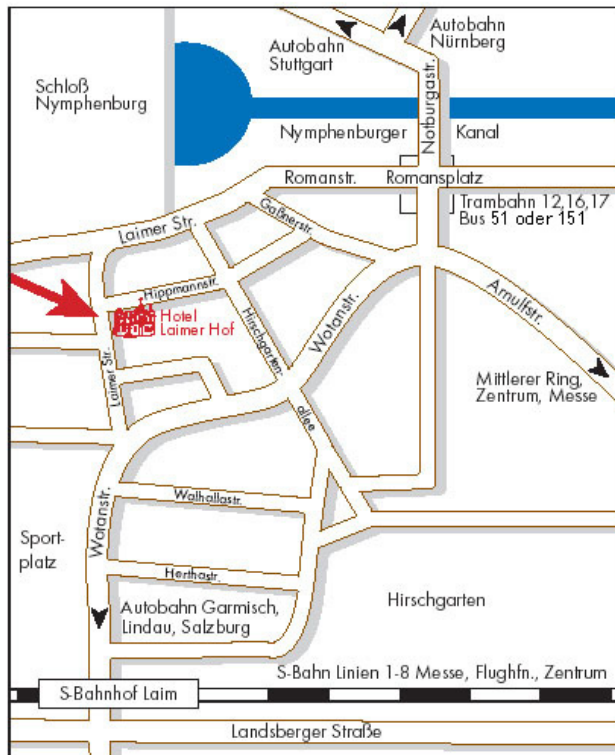 Autobahn
Nürnberg
Autobahn
Stuttgart
Schloß
Nymphenburg
Notburgastr.
Nymphenburger
Kanal
Romanstr.
Romansplatz
Trambahn 12,16,17
Bus 51 oder 151
Laimer Str.
Gaßnerstr.
Hippmannstr.
Hotel
Laimer Hof
Hirschgarten-
allee
Wotanstr.
Arnulfstr.
Laimer Str.
Mittlerer Ring,
Zentrum, Messe
Walhallastr.
Wotanstr.
Sport-
platz
Herthastr.
Autobahn Garmisch,
Lindau, Salzburg
Hirschgarten
S-Bahn Linien 1-8 Messe, Flughfn., Zentrum
S-Bahnhof Laim
Landsberger Straße